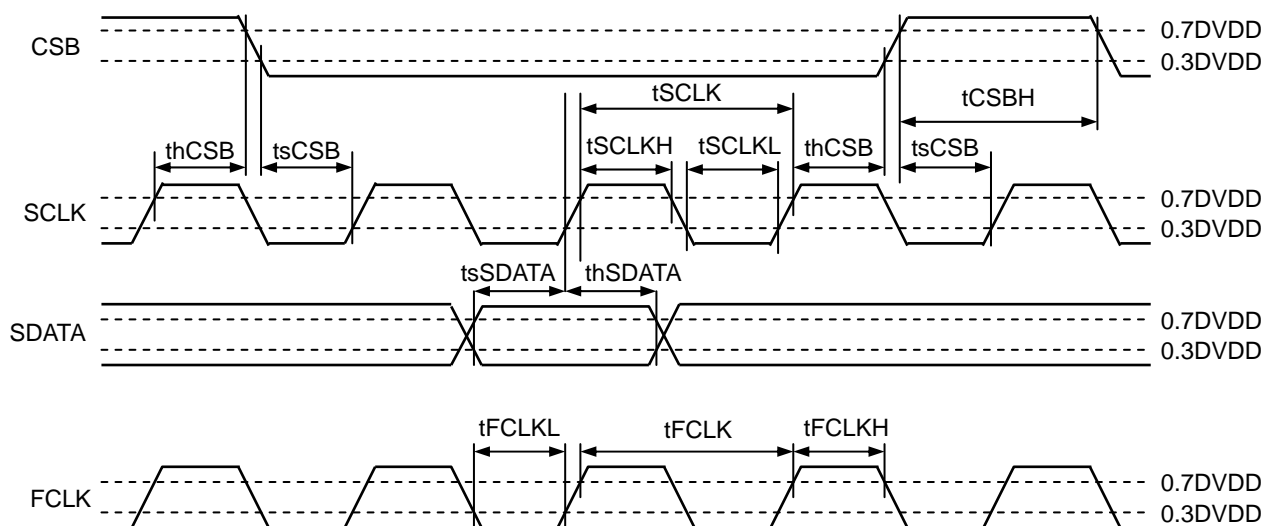 CSB
0.7DVDD
0.3DVDD
tSCLK
tCSBH
thCSB
tsCSB
tSCLKH
tSCLKL
thCSB
tsCSB
SCLK
0.7DVDD
0.3DVDD
tsSDATA
thSDATA
SDATA
0.7DVDD
0.3DVDD
tFCLKL
tFCLK
tFCLKH
FCLK
0.7DVDD
0.3DVDD